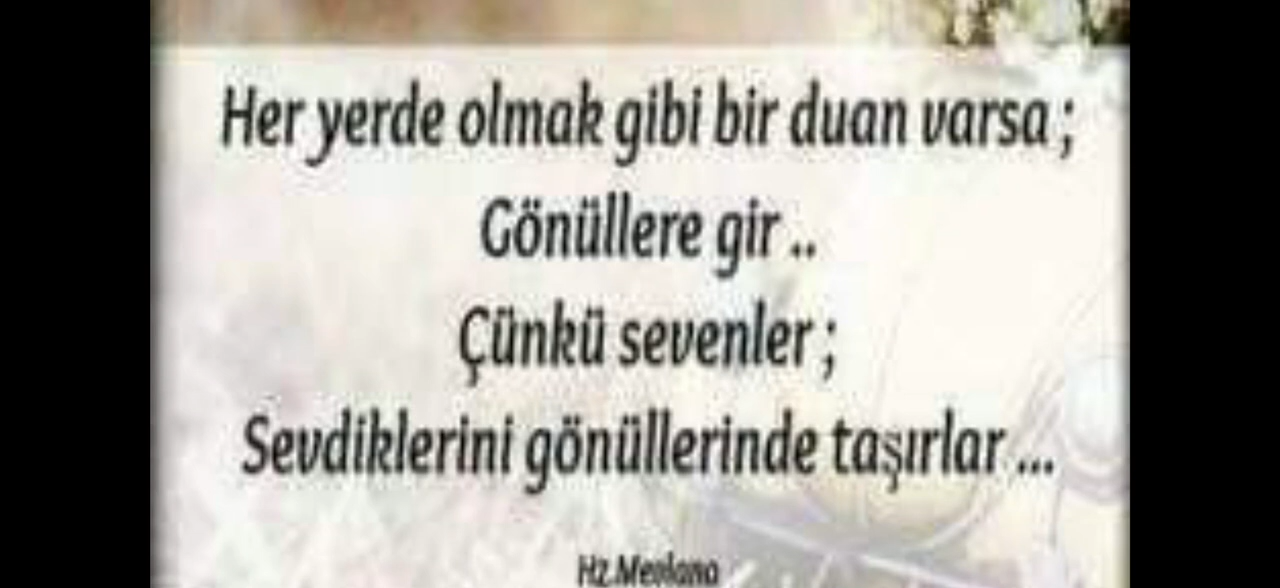 Her yerde olmak gibi bir duan varsa ;
Gönüllere gir ..
Çünkü sevenler ;
Sevdiklerini gönüllerinde taşırlar ...
Hz.Mevlana